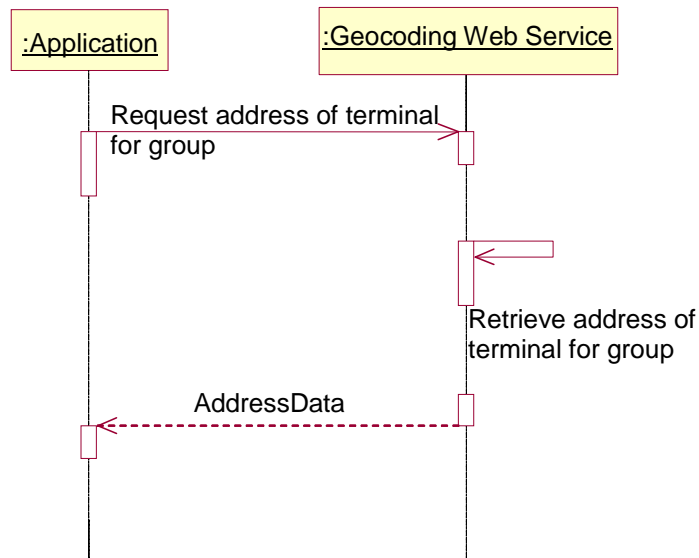 :Application
:Geocoding Web Service
Request address of terminal
for group
Retrieve address of
terminal for group
AddressData